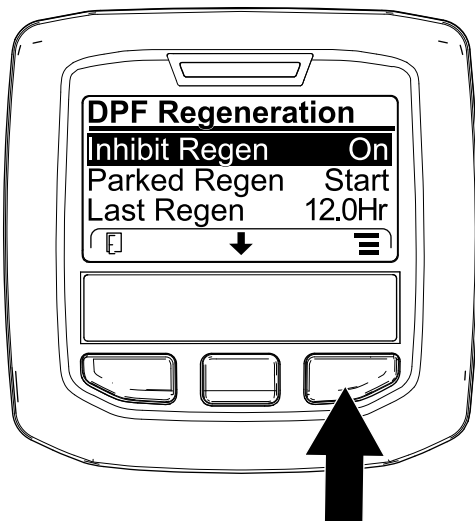 DPF Regeneration
Inhibit Regen On
Parked Regen Start
Last Regen 12.0Hr